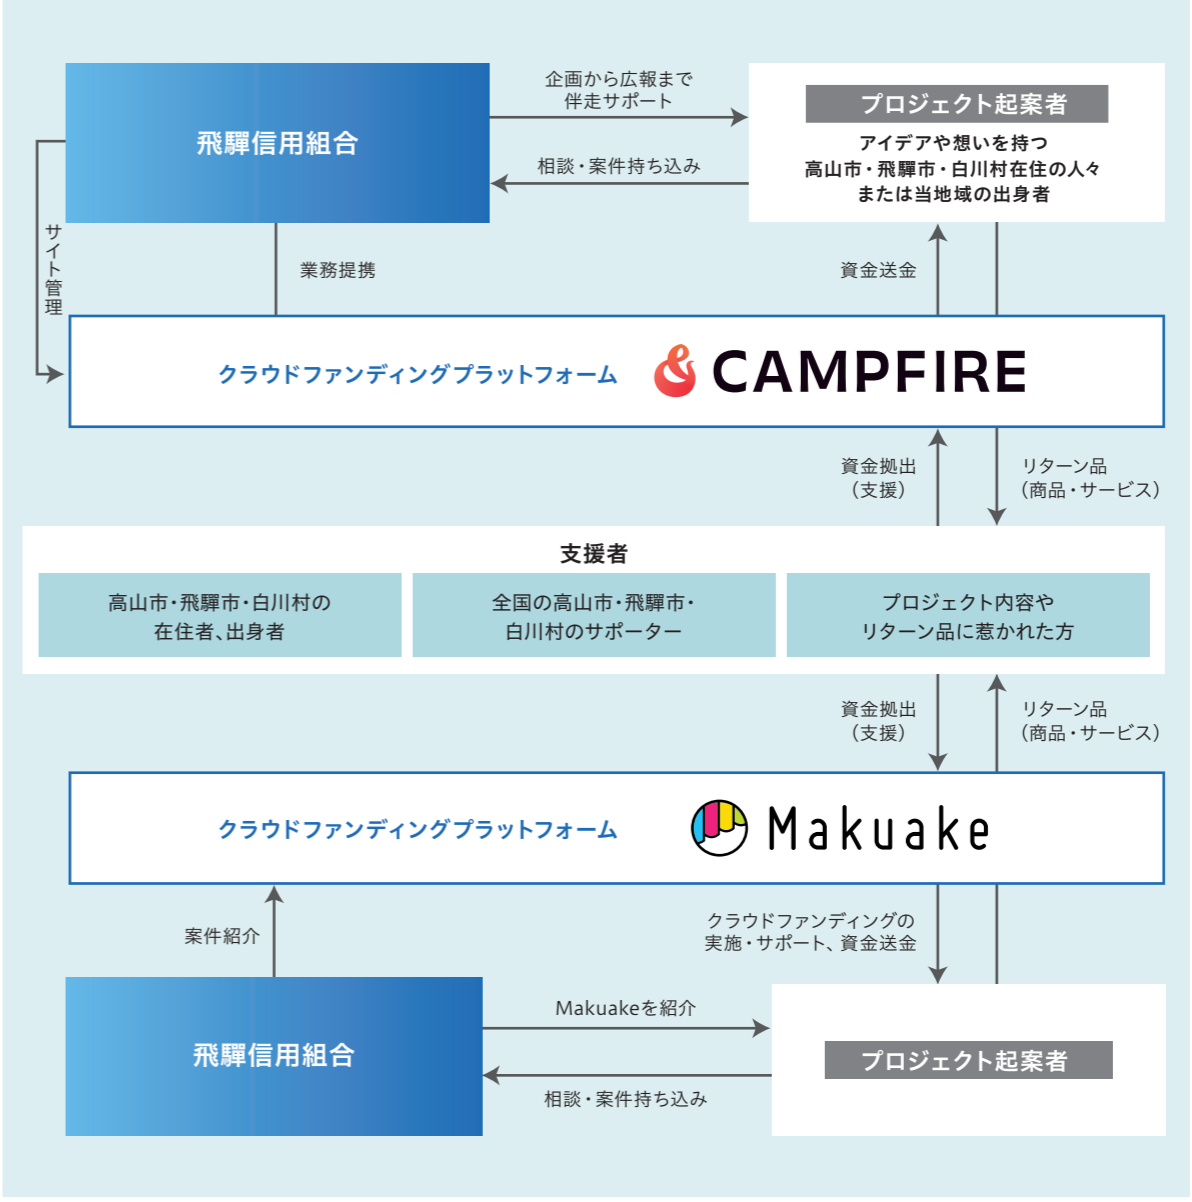 飛驒信用組合
企画から広報まで
伴走サポート
相談・案件持ち込み
プロジェクト起案者
アイデアや想いを持つ
高山市・飛驒市・白川村在住の人々
または当地域の出身者
サイト管理
業務提携
資金送金
クラウドファンディングプラットフォーム
CAMPFIRE
資金拠出
（支援）
リターン品
（商品・サービス）
支援者
高山市・飛驒市・白川村の
在住者、出身者
全国の高山市・飛驒市・
白川村のサポーター
プロジェクト内容や
リターン品に惹かれた方
資金拠出
（支援）
リターン品
（商品・サービス）
クラウドファンディングプラットフォーム
Makuake
案件紹介
クラウドファンディングの
実施・サポート、資金送金
飛驒信用組合
Makuakeを紹介
相談・案件持ち込み
プロジェクト起案者